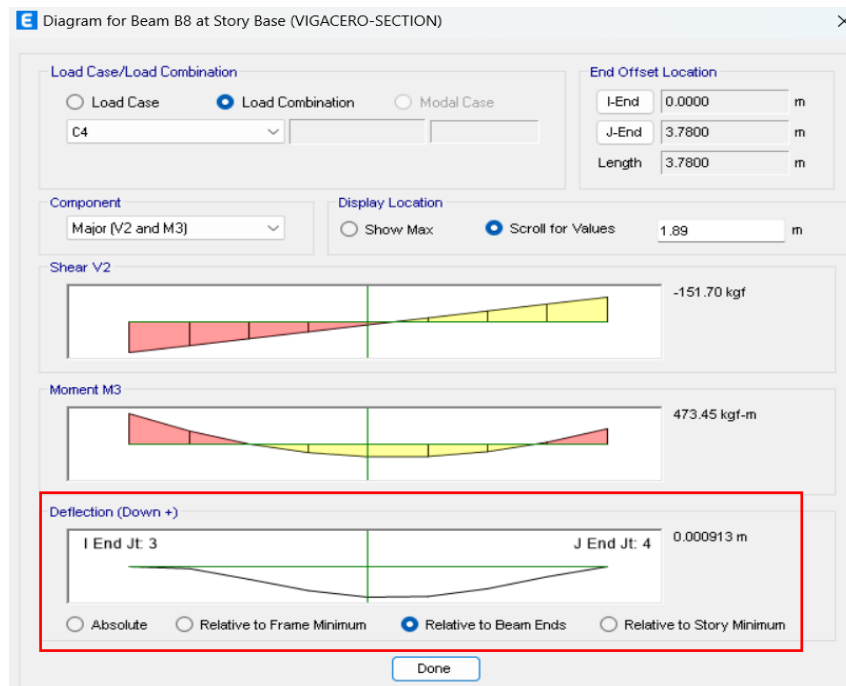 E Diagram for Beam B8 at Story Base (VIGACERO-SECTION)
Load Case/Load Combination
Load Case Load Combination Modal Case
C4
End Offset Location
I-End 0.0000 m
J-End 3.7800 m
Length 3.7800 m
Component
Major (V2 and M3)
Display Location
Show Max Scroll for Values 1.89 m
Shear V2
-151.70 kgf
Moment M3
473.45 kgf-m
Deflection (Down +)
I End Jt: 3 J End Jt: 4 0.000913 m
Absolute Relative to Frame Minimum Relative to Beam Ends Relative to Story Minimum
Done